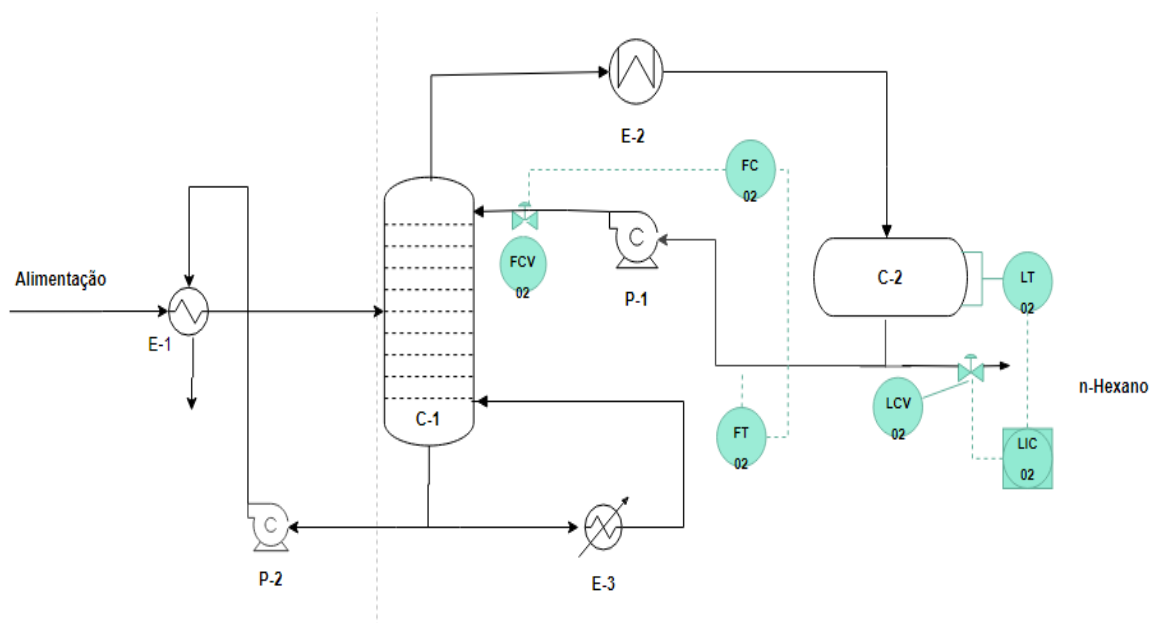 E-2
FC
02
C
FCV
02
P-1
C-2
LT
02
Alimentação
E-1
C-1
n-Hexano
LCV
02
FT
02
LIC
02
C
P-2
E-3